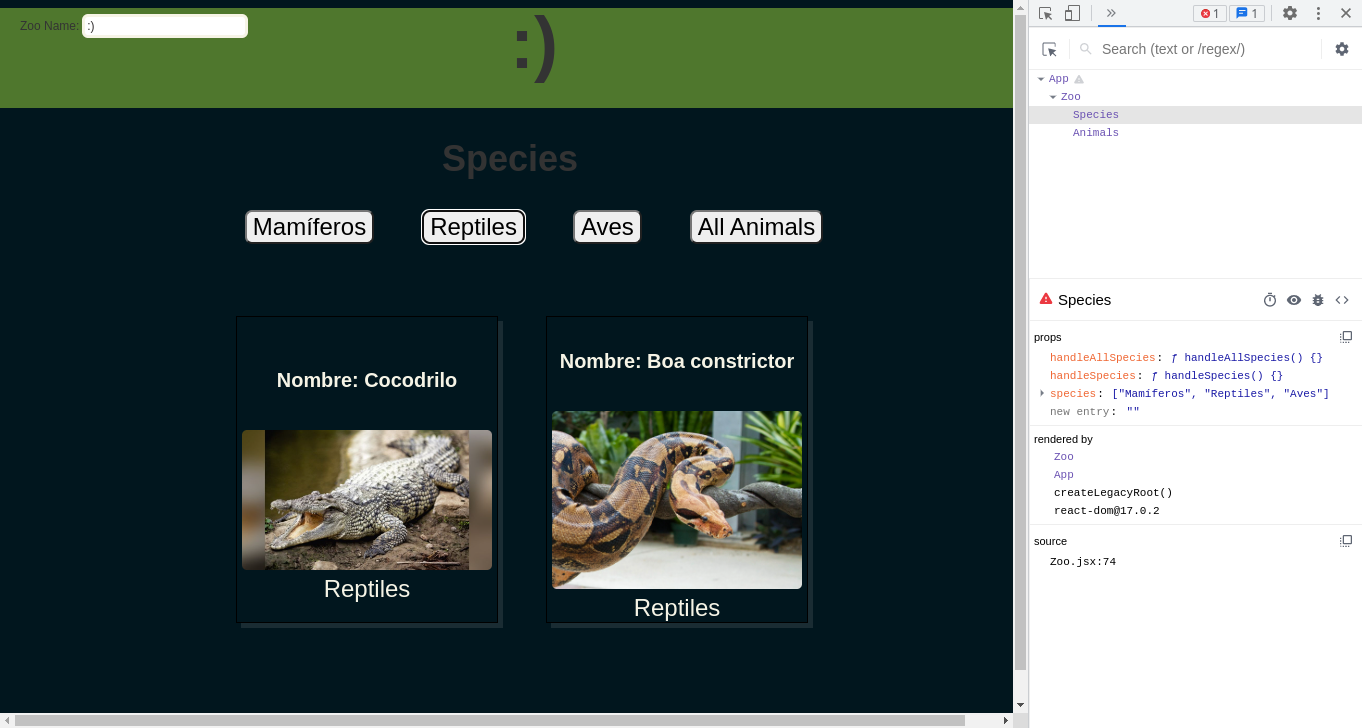 Zoo Name: :)
:)
Species
Mamíferos Reptiles Aves All Animals
Nombre: Cocodrilo
Reptiles
Nombre: Boa constrictor
Reptiles
1 1
Search (text or /regex/)
App
Zoo
Species
Animals
Species
props
handleAllSpecies: ƒ handleAllSpecies() {}
handleSpecies: ƒ handleSpecies() {}
species: ["Mamíferos", "Reptiles", "Aves"]
new entry: ""
rendered by
Zoo
App
createLegacyRoot()
react-dom@17.0.2
source
Zoo.jsx:74